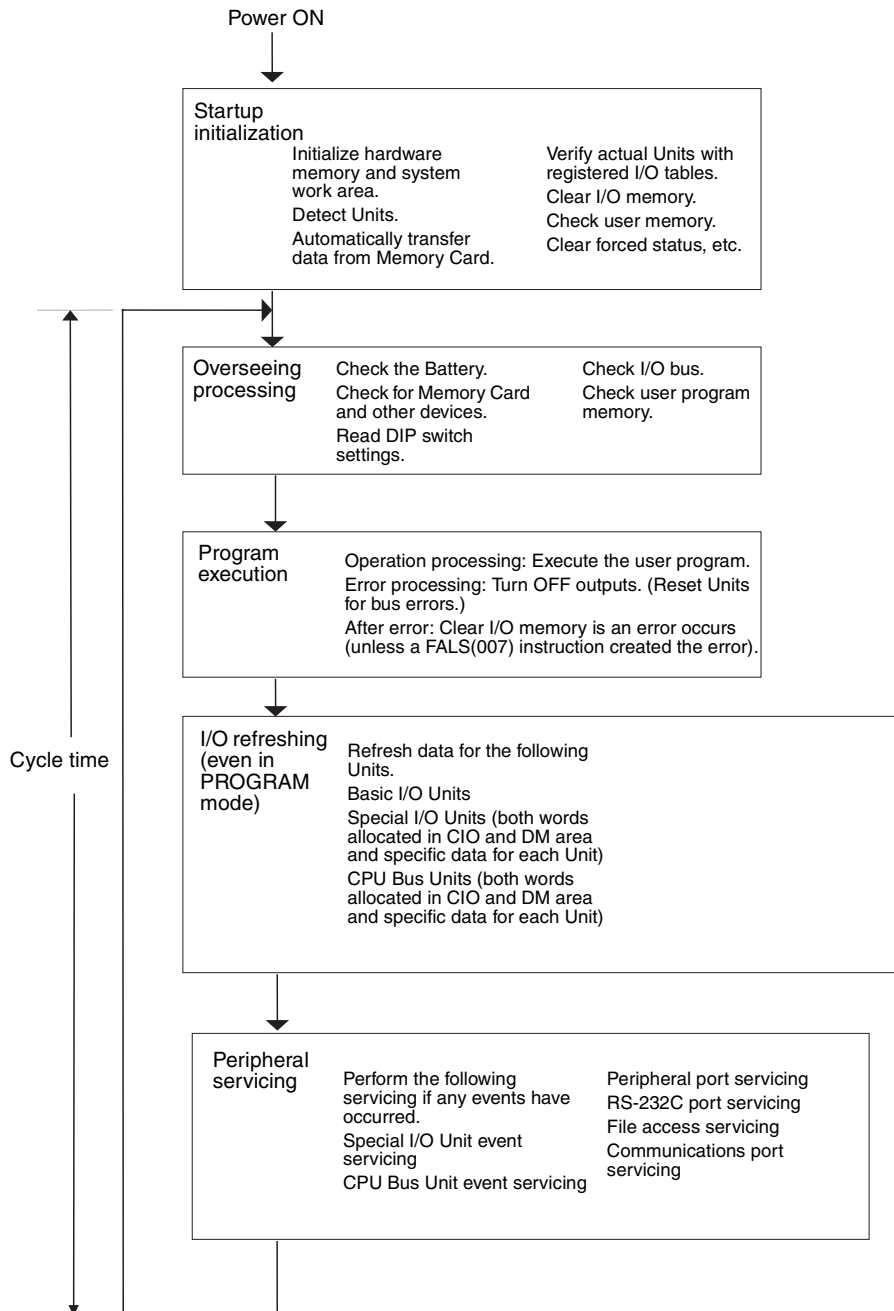 Power ON
Startup
initialization
Initialize hardware
memory and system
work area.
Detect Units.
Automatically transfer
data from Memory Card.
Verify actual Units with
registered I/O tables.
Clear I/O memory.
Check user memory.
Clear forced status, etc.
Overseeing
processing
Check the Battery.
Check for Memory Card
and other devices.
Read DIP switch
settings.
Check I/O bus.
Check user program
memory.
Program
execution
Operation processing: Execute the user program.
Error processing: Turn OFF outputs. (Reset Units
for bus errors.)
After error: Clear I/O memory is an error occurs
(unless a FALS(007) instruction created the error).
Cycle time
I/O refreshing
(even in
PROGRAM
mode)
Refresh data for the following
Units.
Basic I/O Units
Special I/O Units (both words
allocated in CIO and DM area
and specific data for each Unit)
CPU Bus Units (both words
allocated in CIO and DM area
and specific data for each Unit)
Peripheral
servicing
Perform the following
servicing if any events have
occurred.
Special I/O Unit event
servicing
CPU Bus Unit event servicing
Peripheral port servicing
RS-232C port servicing
File access servicing
Communications port
servicing